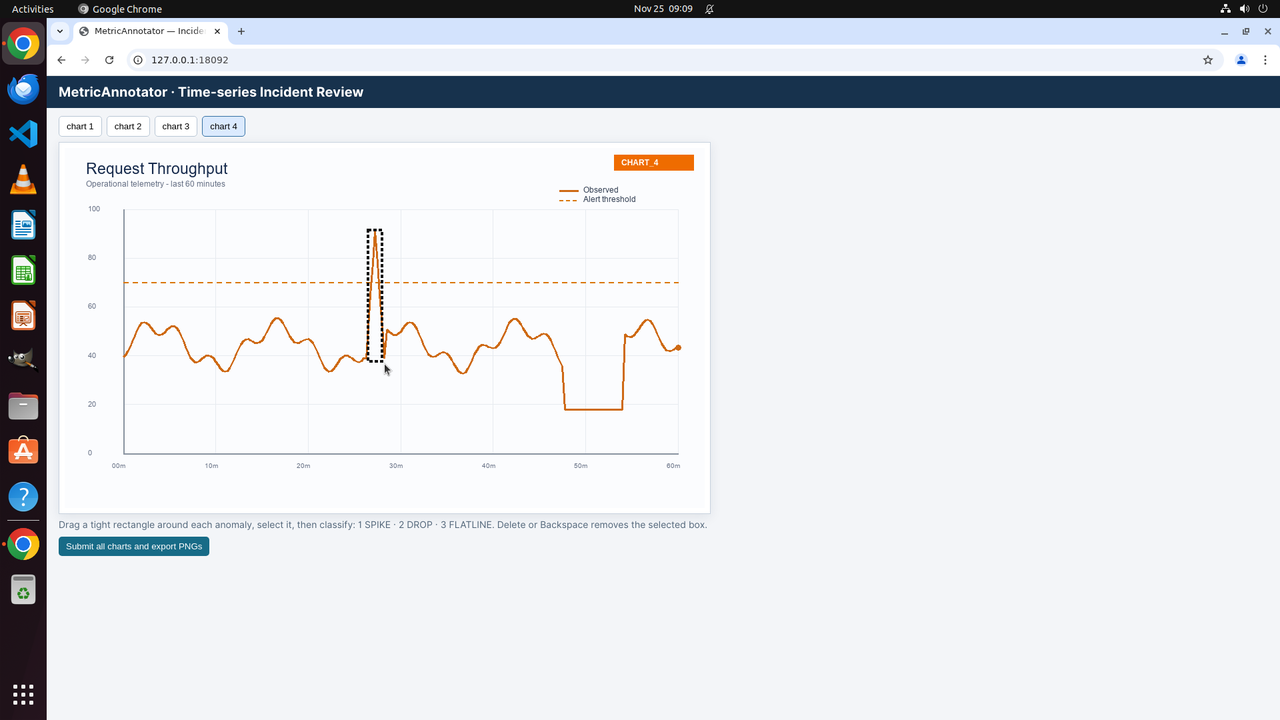 Activities
Google Chrome
Nov 25 09:09
MetricAnnotator — Incide
127.0.0.1:18092
MetricAnnotator · Time-series Incident Review
chart 1
chart 2
chart 3
chart 4
Request Throughput
CHART_4
Operational telemetry - last 60 minutes
Observed
Alert threshold
100
80
60
40
20
0
00m
10m
20m
30m
40m
50m
60m
Drag a tight rectangle around each anomaly, select it, then classify: 1 SPIKE · 2 DROP · 3 FLATLINE. Delete or Backspace removes the selected box.
Submit all charts and export PNGs